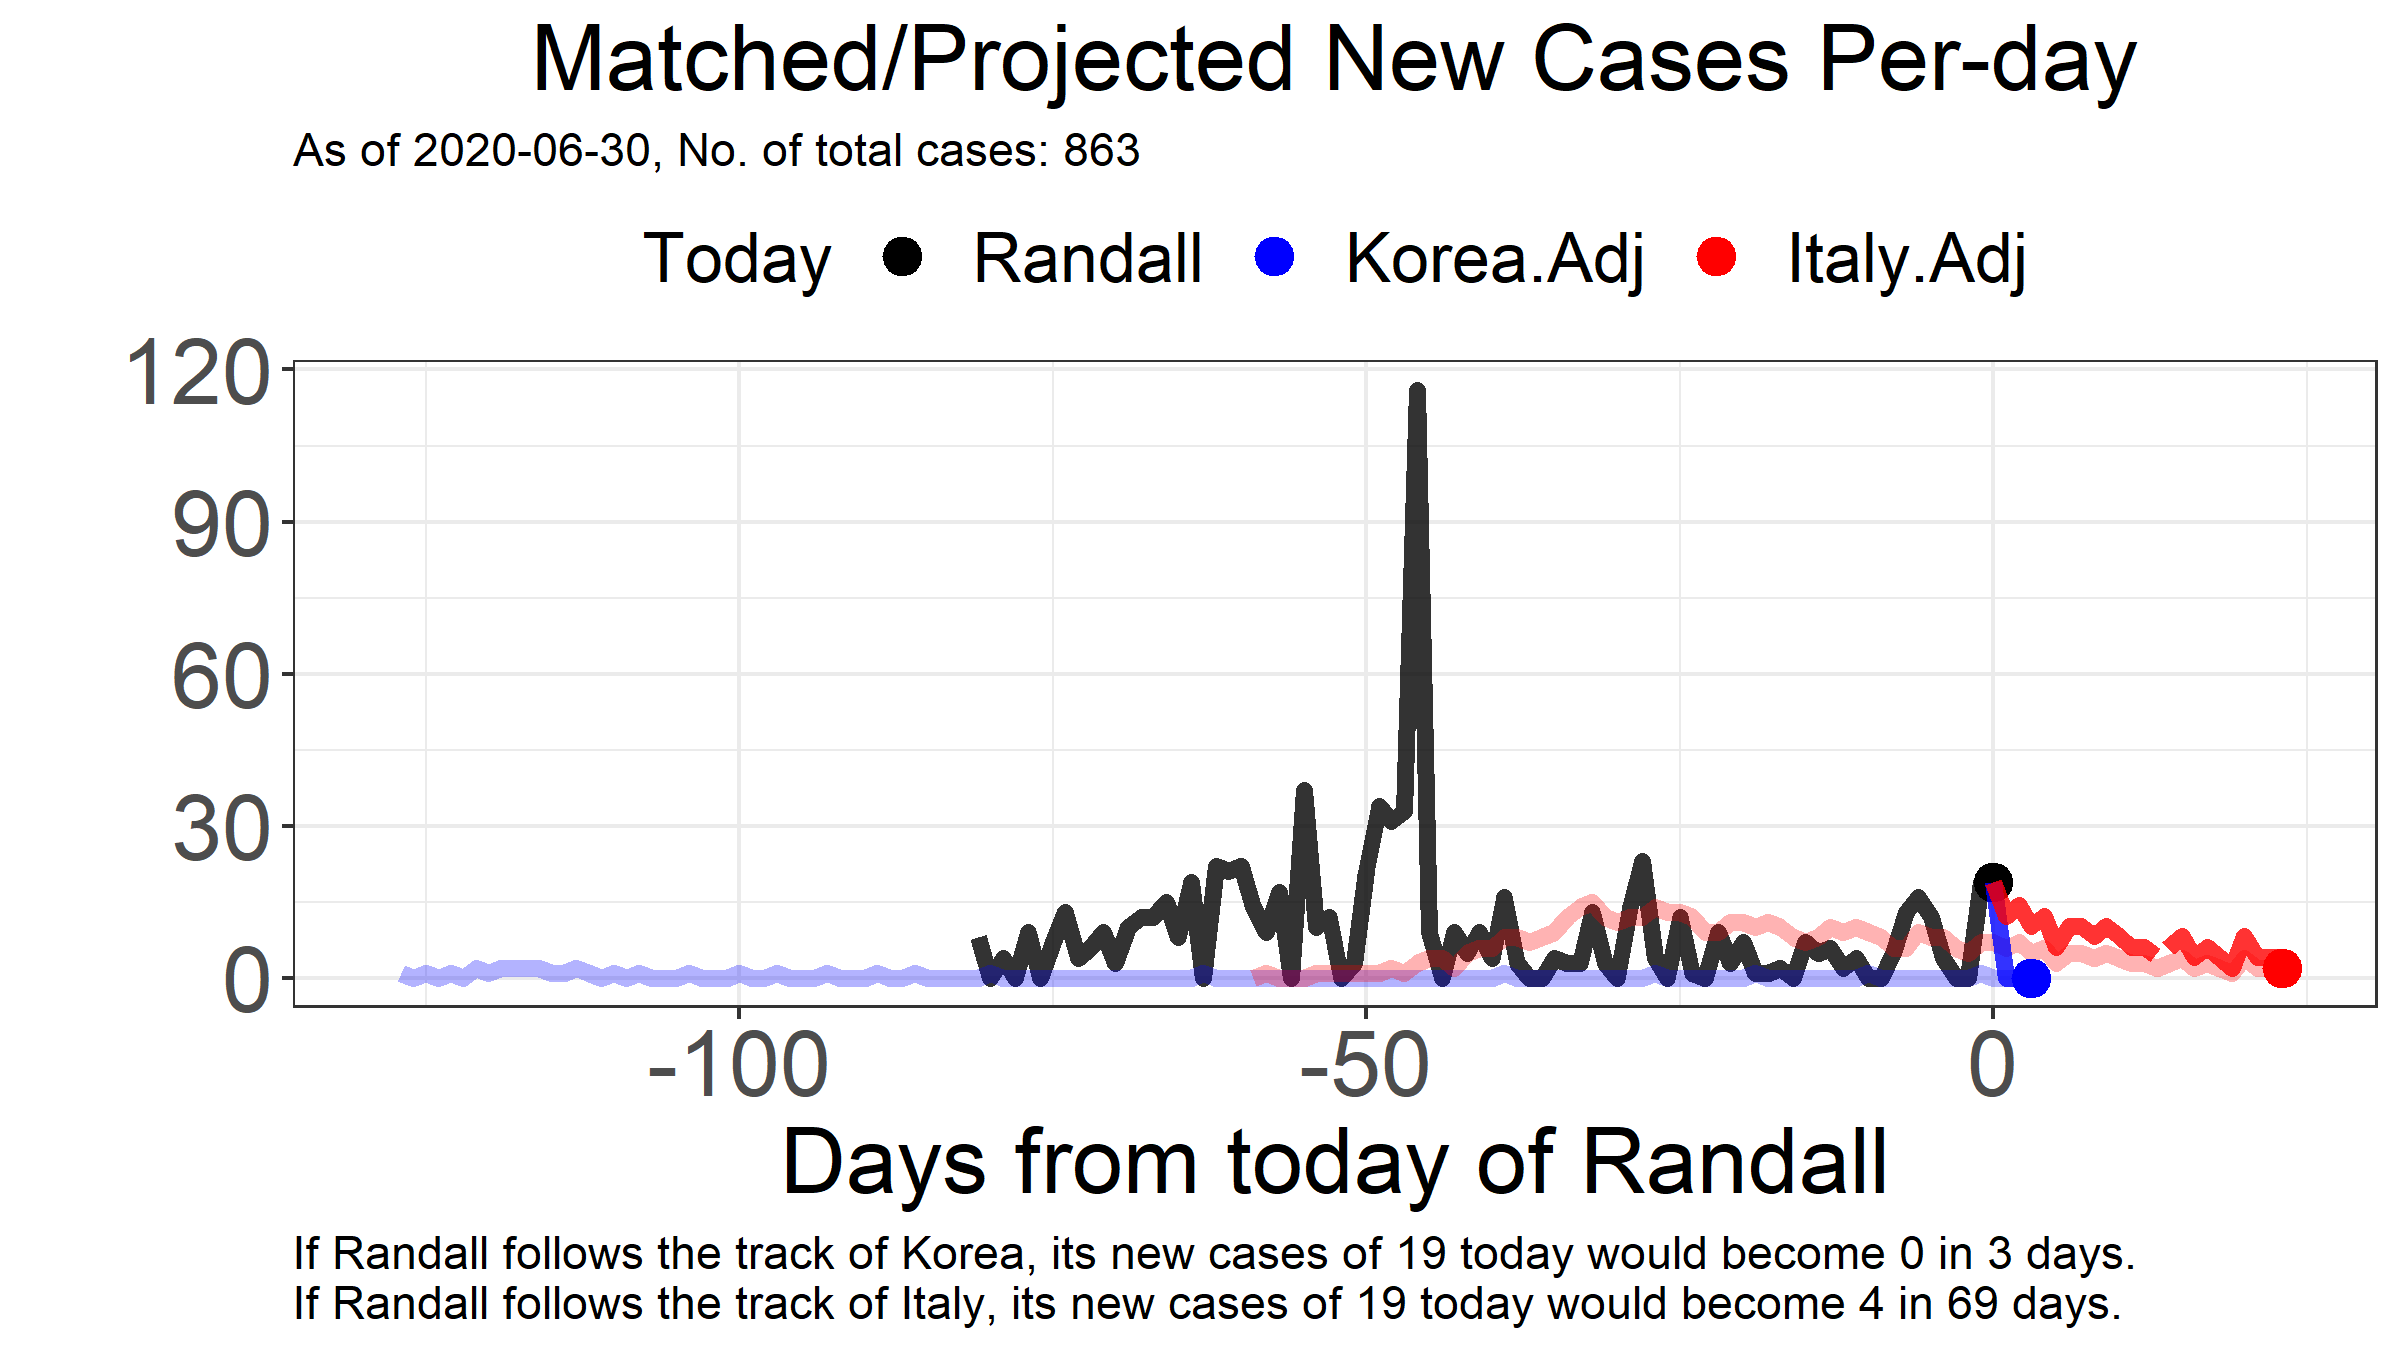 Matched/Projected New Cases Per-day
As of 2020-06-30, No. of total cases: 863
Today Randall Korea.Adj Italy.Adj
120
90
60
30
0
-100 -50 0
Days from today of Randall
If Randall follows the track of Korea, its new cases of 19 today would become 0 in 3 days.
If Randall follows the track of Italy, its new cases of 19 today would become 4 in 69 days.